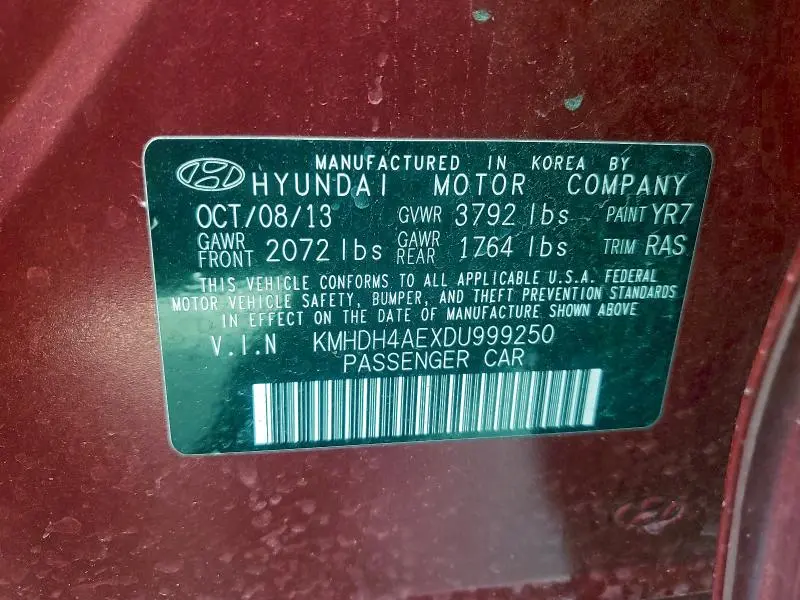 MANUFACTURED IN KOREA BY
HYUNDAI MOTOR COMPANY
OCT/08/13 GVWR 3792 lbs PAINT YR7
GAWR FRONT 2072 lbs GAWR REAR 1764 lbs TRIM RAS
THIS VEHICLE CONFORMS TO ALL APPLICABLE U.S.A. FEDERAL
MOTOR VEHICLE SAFETY, BUMPER, AND THEFT PREVENTION STANDARDS
IN EFFECT ON THE DATE OF MANUFACTURE SHOWN ABOVE
V.I.N KMHDH4AEXDU999250
PASSENGER CAR